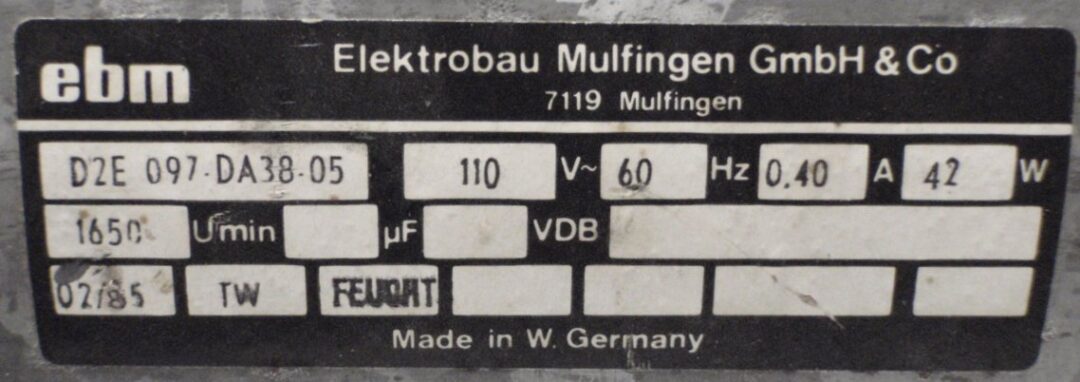 ebm
Elektrobau Mulfingen GmbH & Co
7119 Mulfingen
D2E 097-DA38-05 110 V~ 60 Hz 0.40 A 42 W
1650 U/min µF VDB
02/85 TW FEUCHT
Made in W. Germany